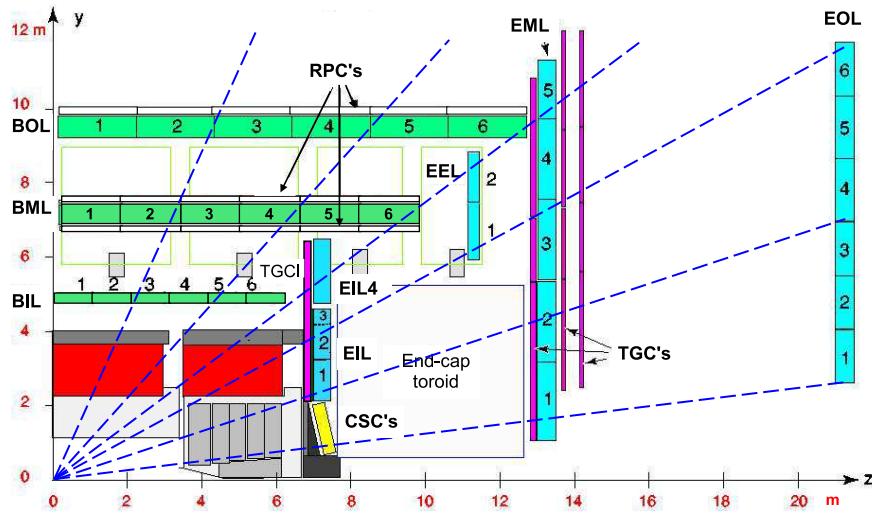 y
12 m
EML
EOL
RPC's
10
BOL
1 2 3 4 5 6
5
6
5
8
EEL
2
4
4
BML
1 2 3 4 5 6
1
3
3
6
TGCI
BIL
1 2 3 4 5 6
EIL4
2
2
4
3
2
EIL
1
End-cap
toroid
TGC's
1
1
2
CSC's
0
z
0 2 4 6 8 10 12 14 16 18 20 m